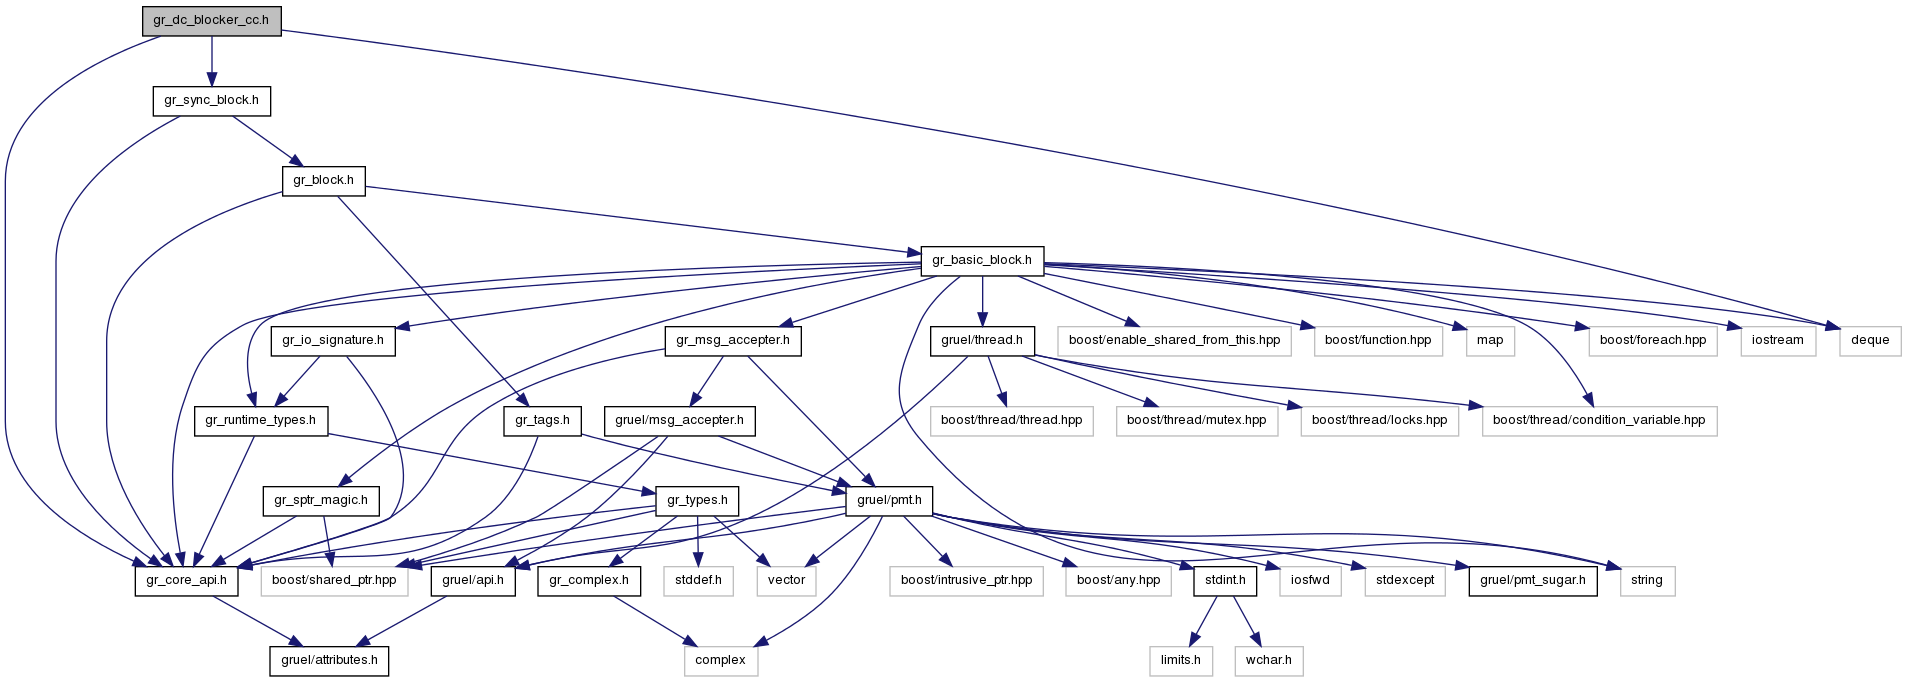 gr_dc_blocker_cc.h
gr_sync_block.h
gr_block.h
gr_basic_block.h
gr_io_signature.h
gr_msg_accepter.h
gruel/thread.h
boost/enable_shared_from_this.hpp
boost/function.hpp
map
boost/foreach.hpp
iostream
deque
gr_runtime_types.h
gr_tags.h
gruel/msg_accepter.h
boost/thread/thread.hpp
boost/thread/mutex.hpp
boost/thread/locks.hpp
boost/thread/condition_variable.hpp
gr_sptr_magic.h
gr_types.h
gruel/pmt.h
gr_core_api.h
boost/shared_ptr.hpp
gruel/api.h
gr_complex.h
stddef.h
vector
boost/intrusive_ptr.hpp
boost/any.hpp
stdint.h
iosfwd
stdexcept
gruel/pmt_sugar.h
string
gruel/attributes.h
complex
limits.h
wchar.h